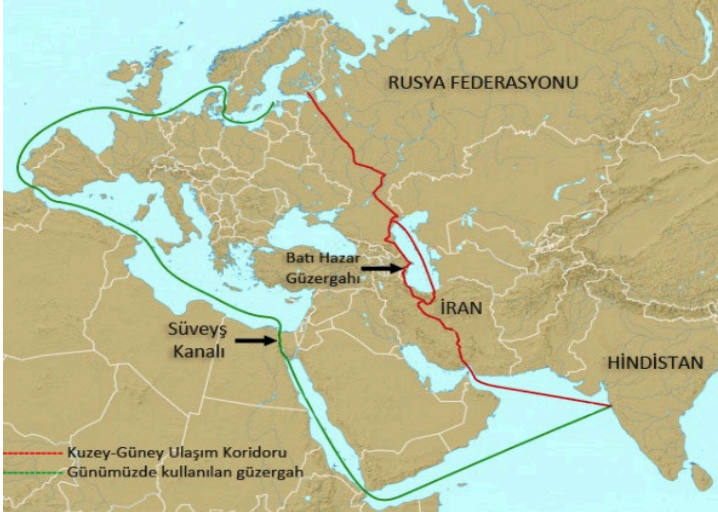 RUSYA FEDERASYONU
Batı Hazar
Güzergahı
İRAN
Süveyş
Kanalı
HİNDİSTAN
Kuzey-Güney Ulaşım Koridoru
Günümüzde kullanılan güzergah